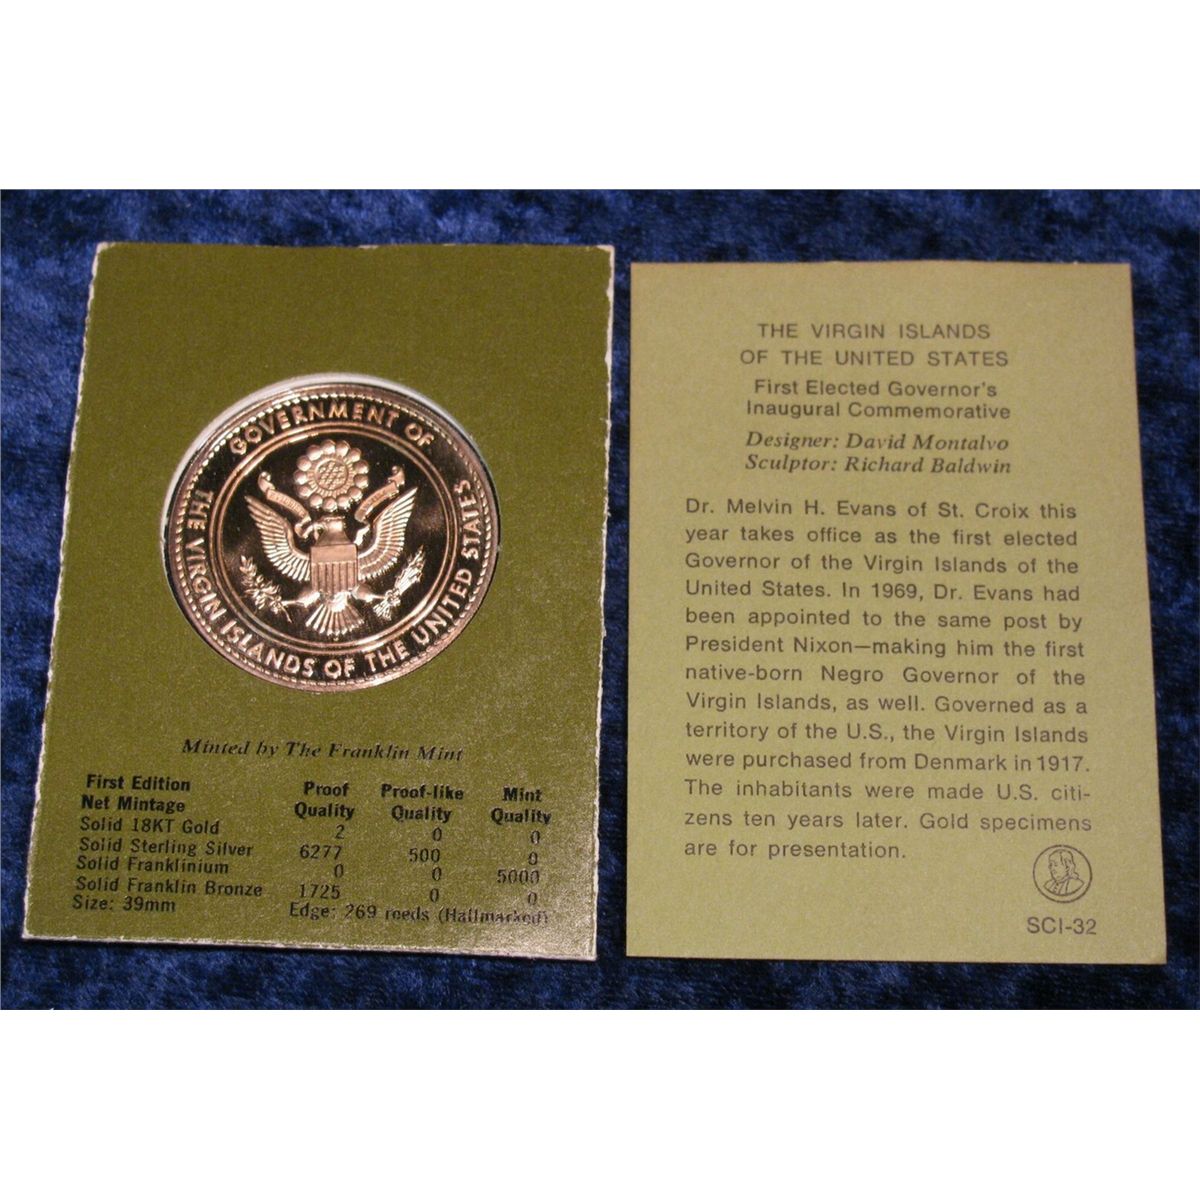 GOVERNMENT OF
THE VIRGIN ISLANDS OF THE UNITED STATES
Minted by The Franklin Mint
First Edition
Net Mintage Proof Quality Proof-like Quality Mint Quality
Solid 18KT Gold 2 0 0
Solid Sterling Silver 6277 500 0
Solid Franklinium 0 0 5000
Solid Franklin Bronze 1725 0 0
Size: 39mm Edge: 269 reeds (Hallmarked)
THE VIRGIN ISLANDS
OF THE UNITED STATES
First Elected Governor's
Inaugural Commemorative
Designer: David Montalvo
Sculptor: Richard Baldwin
Dr. Melvin H. Evans of St. Croix this
year takes office as the first elected
Governor of the Virgin Islands of the
United States. In 1969, Dr. Evans had
been appointed to the same post by
President Nixon—making him the first
native-born Negro Governor of the
Virgin Islands, as well. Governed as a
territory of the U.S., the Virgin Islands
were purchased from Denmark in 1917.
The inhabitants were made U.S. citi-
zens ten years later. Gold specimens
are for presentation.
SCI-32